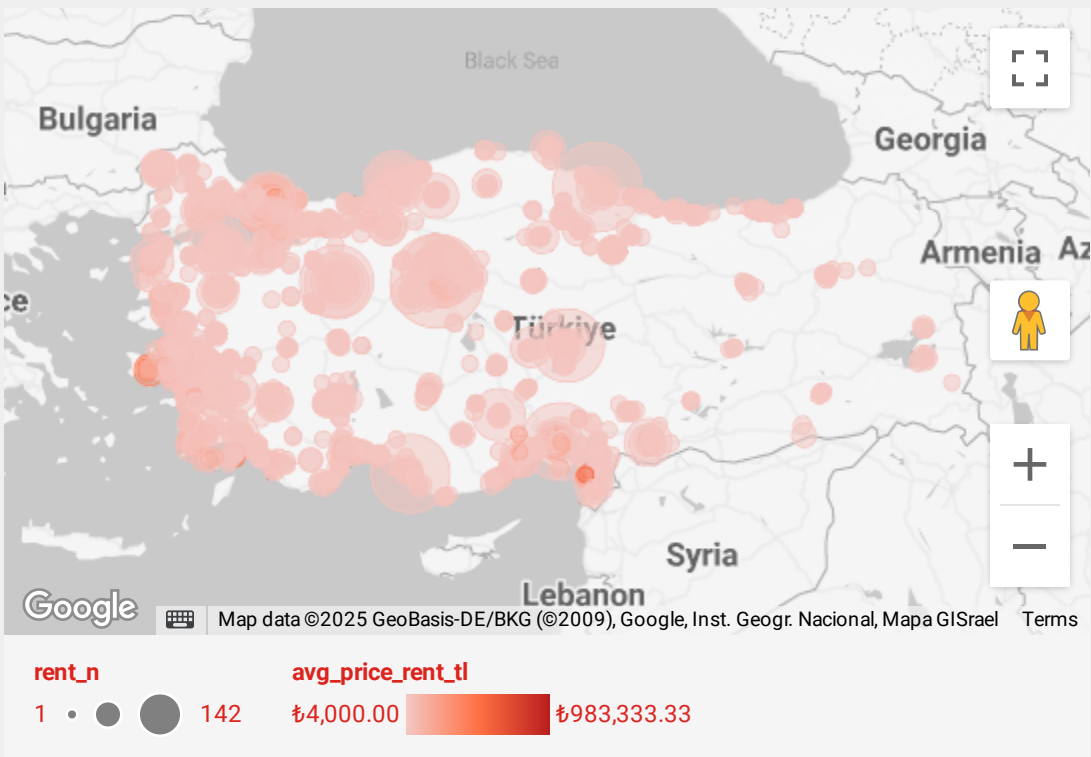 Black Sea
Bulgaria
Georgia
Armenia
Az
ce
Türkiye
Syria
Lebanon
Google
Map data ©2025 GeoBasis-DE/BKG (©2009), Google, Inst. Geogr. Nacional, Mapa GISrael
Terms
rent_n
avg_price_rent_tl
1
142
₺4,000.00
₺983,333.33